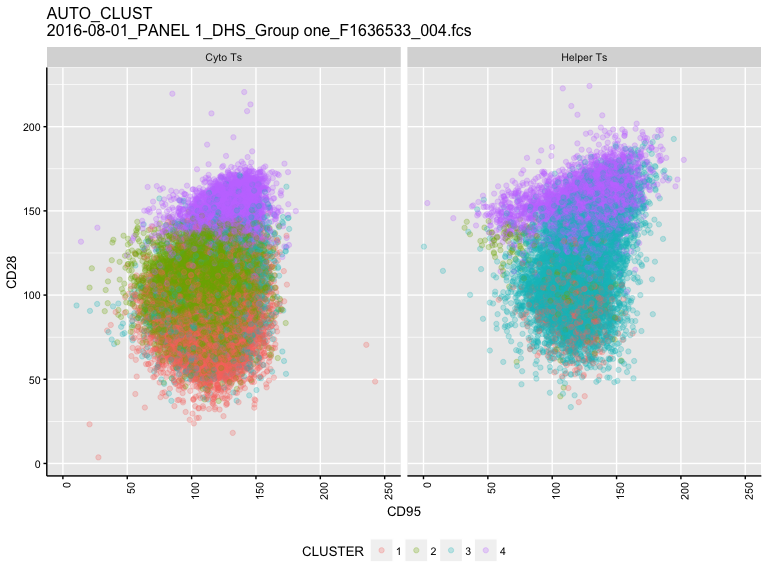 AUTO_CLUST
2016-08-01_PANEL 1_DHS_Group one_F1636533_004.fcs
Cyto Ts
Helper Ts
200
150
100
50
0
CD28
0 50 100 150 200 250
0 50 100 150 200 250
CD95
CLUSTER 1 2 3 4